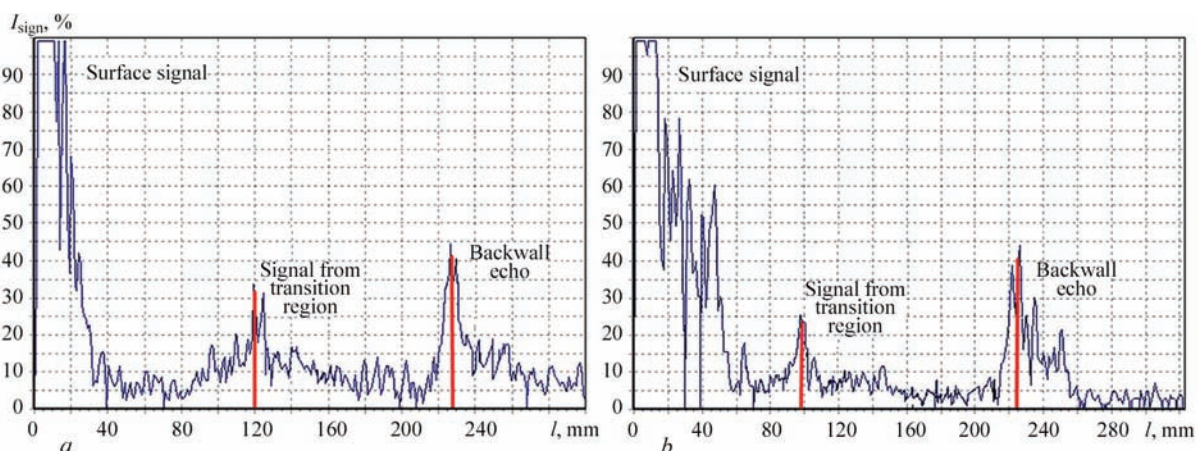 I_sign, %
Surface signal
90
80
70
60
50
40
30
20
10
0
Signal from
transition
region
Backwall
echo
0 40 80 120 160 200 240 l, mm
a
Surface signal
90
80
70
60
50
40
30
20
10
0
Signal from
transition
region
Backwall
echo
0 40 80 120 160 200 240 280 l, mm
b